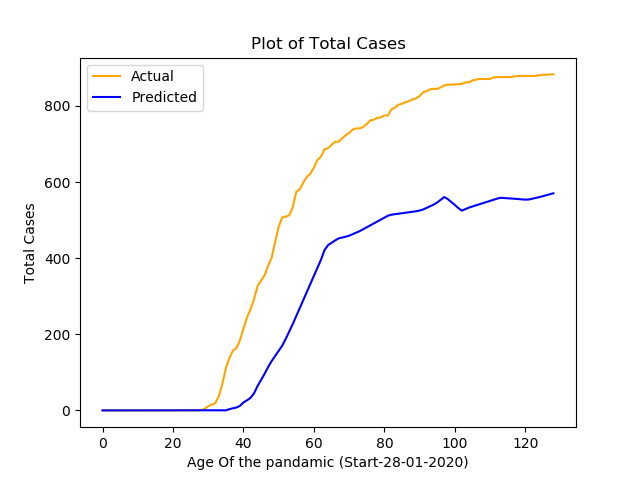 Plot of Total Cases
Actual
Predicted
Total Cases
800
600
400
200
0
0 20 40 60 80 100 120
Age Of the pandamic (Start-28-01-2020)